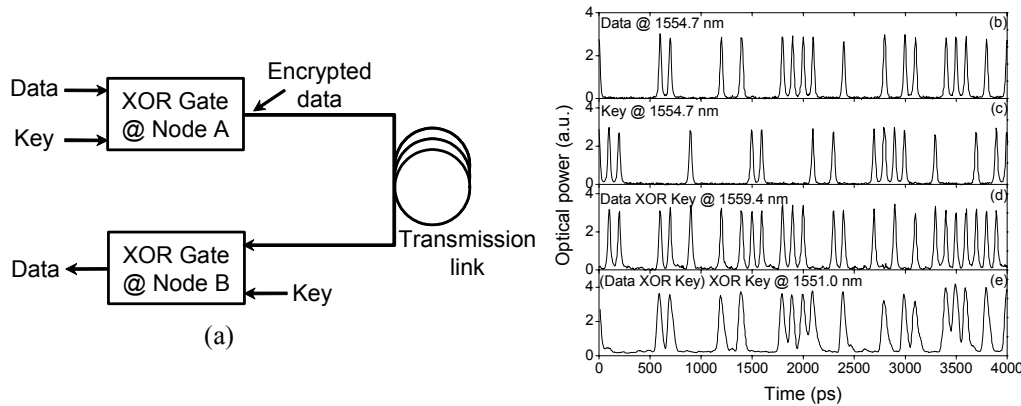 Data
Key
XOR Gate
@ Node A
Encrypted
data
Transmission
link
XOR Gate
@ Node B
Data
Key
(a)
Optical power (a.u.)
Data @ 1554.7 nm
(b)
4
2
0
Key @ 1554.7 nm
(c)
4
2
0
Data XOR Key @ 1559.4 nm
(d)
4
2
0
(Data XOR Key) XOR Key @ 1551.0 nm
(e)
4
2
0
0 500 1000 1500 2000 2500 3000 3500 4000
Time (ps)